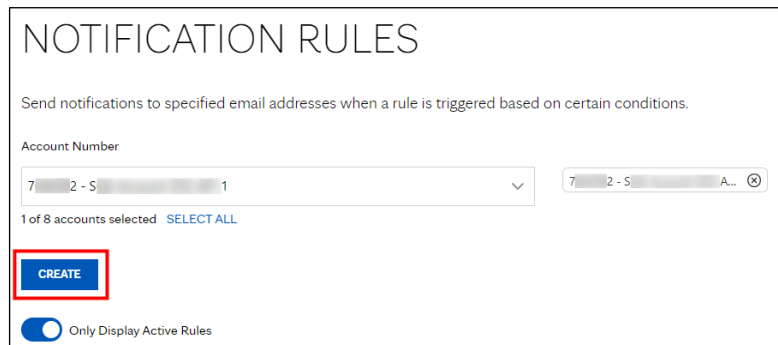 NOTIFICATION RULES
Send notifications to specified email addresses when a rule is triggered based on certain conditions.
Account Number
7 2 - S 1
7 2 - S A...
1 of 8 accounts selected SELECT ALL
CREATE
Only Display Active Rules